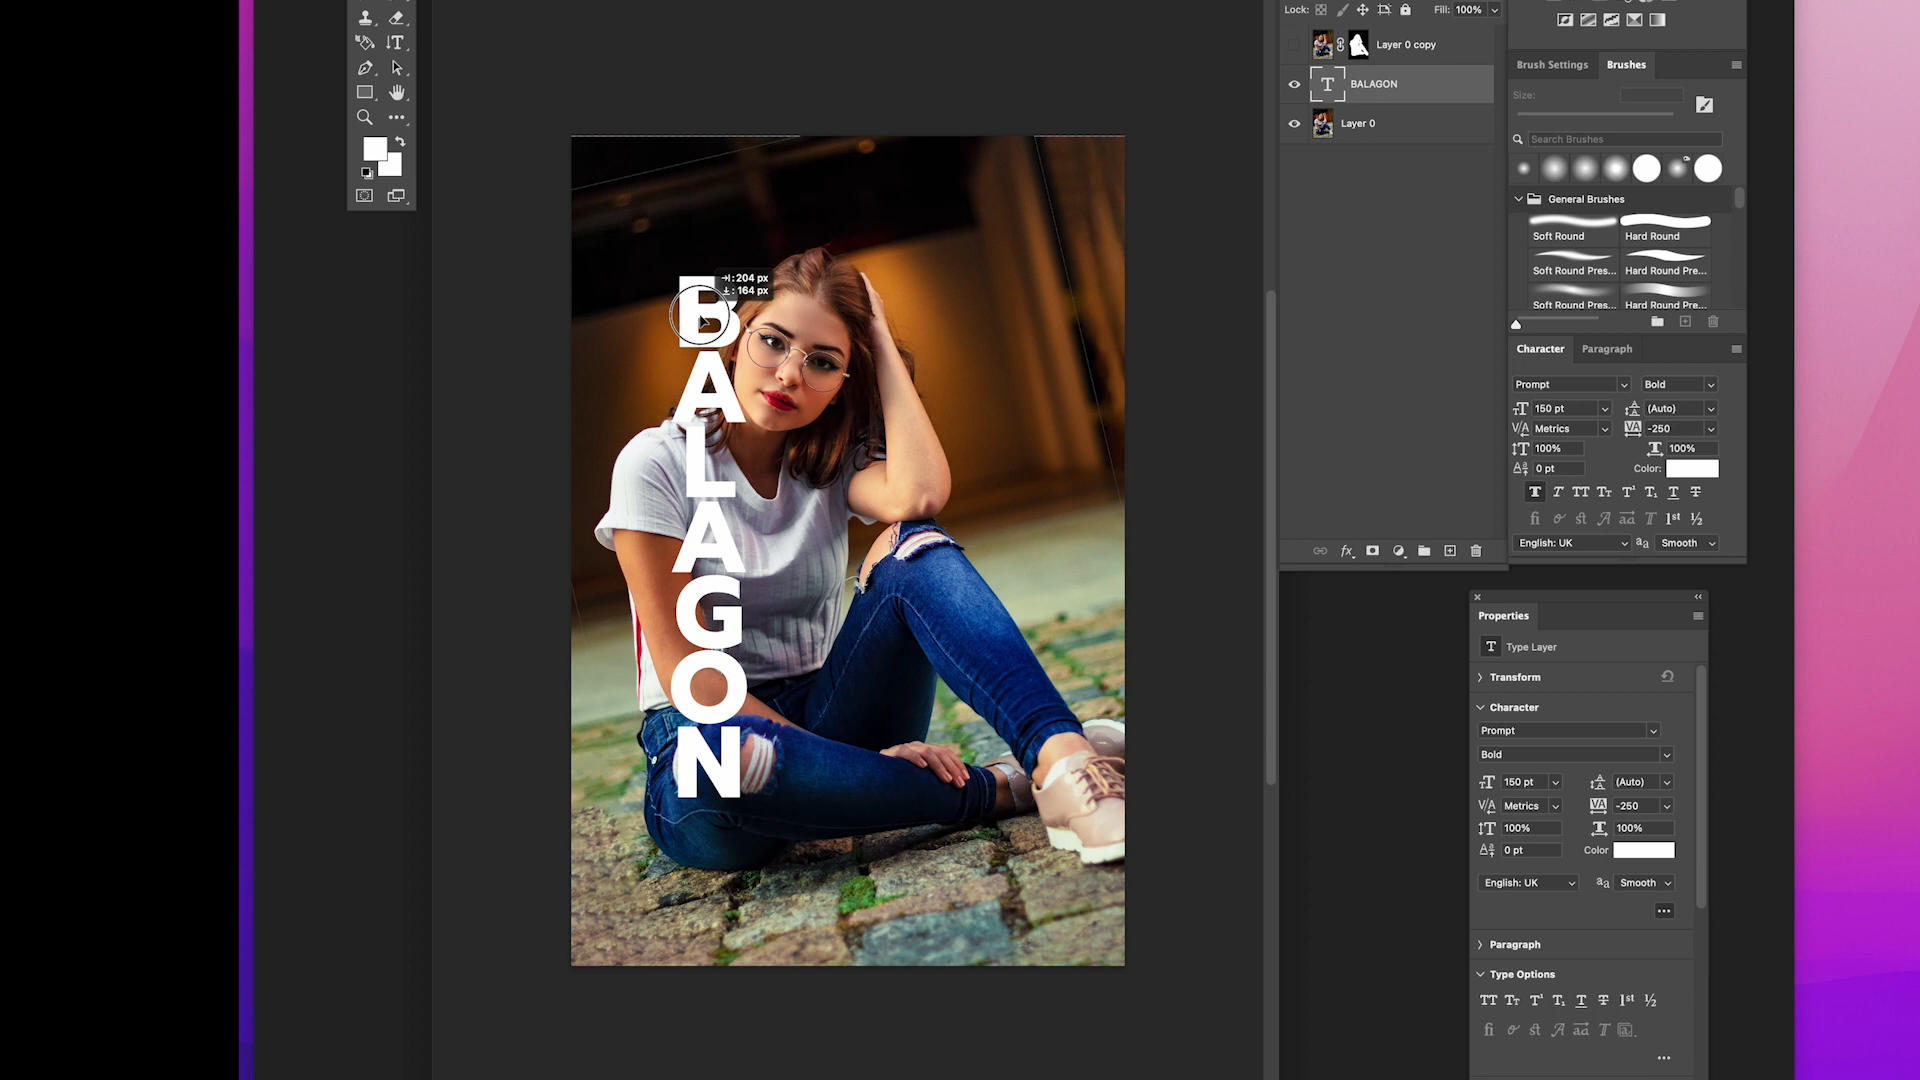 Lock:
Fill: 100%
Layer 0 copy
BALAGON
Layer 0
Brush Settings
Brushes
Size:
Search Brushes
General Brushes
Soft Round
Hard Round
Soft Round Pres...
Hard Round Pre...
Soft Round Pres...
Hard Round Pre...
Character
Paragraph
Prompt
Bold
150 pt
(Auto)
Metrics
-250
100%
100%
0 pt
Color:
English: UK
Smooth
204 px
: 164 px
BALAGON
Properties
Type Layer
Transform
Character
Prompt
Bold
150 pt
(Auto)
Metrics
-250
100%
100%
0 pt
Color
English: UK
Smooth
Paragraph
Type Options